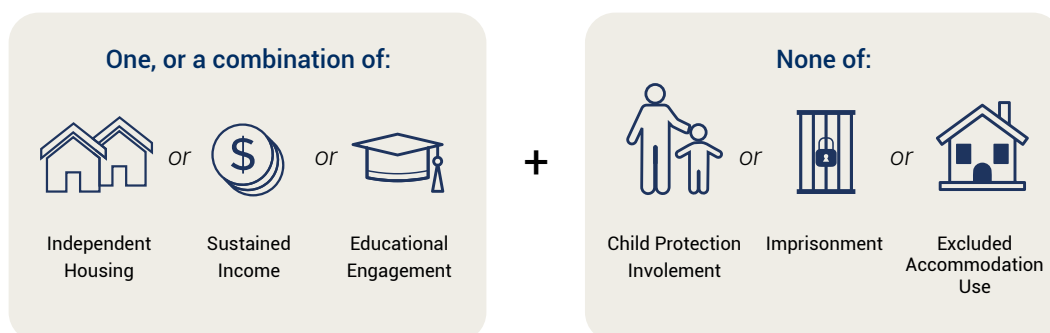 One, or a combination of:
or
or
Independent
Housing
Sustained
Income
Educational
Engagement
+
None of:
or
or
Child Protection
Involement
Imprisonment
Excluded
Accommodation
Use
$